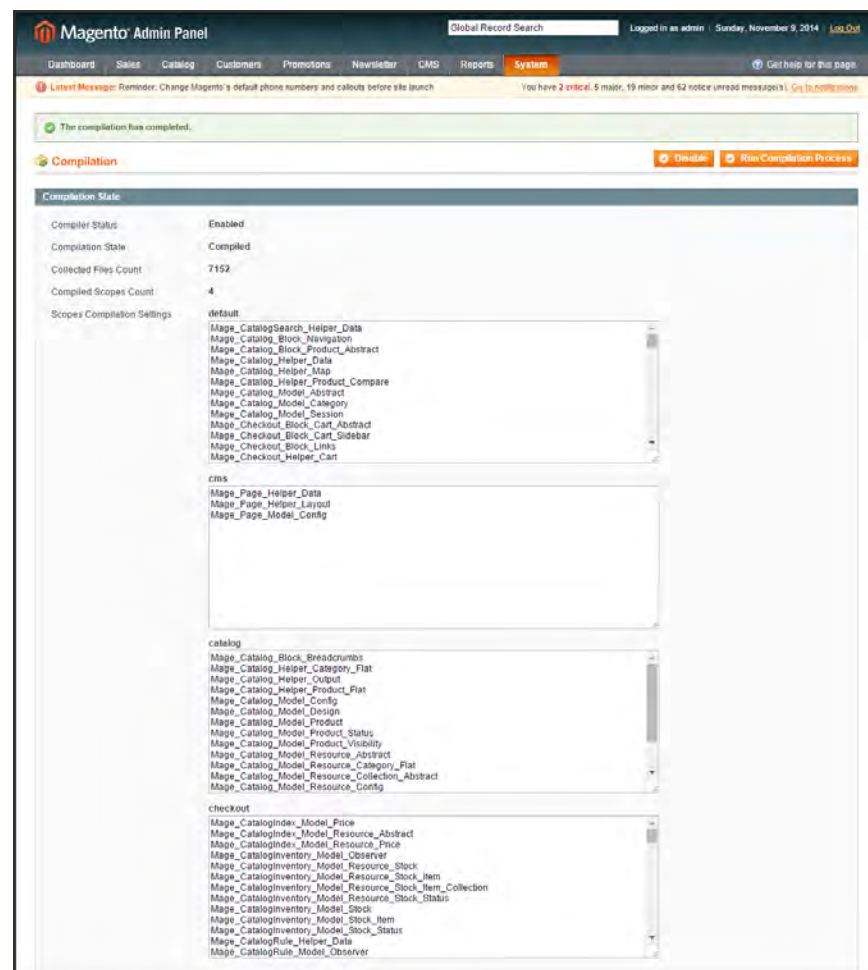 Magento® Admin Panel
Global Record Search
Logged in as admin | Sunday, November 9, 2014 | Log Out
Dashboard Sales Catalog Customers Promotions Newsletter CMS Reports System Get help for this page
Latest Message: Reminder: Change Magento's default phone numbers and callouts before site launch You have 2 critical, 5 major, 19 minor and 62 notice unread message(s). Go to notifications
The compilation has completed.
Compilation Disable Run Compilation Process
Compilation State
Compiler Status Enabled
Compilation State Compiled
Collected Files Count 7152
Compiled Scopes Count 4
Scopes Compilation Settings default
Mage_CatalogSearch_Helper_Data
Mage_Catalog_Block_Navigation
Mage_Catalog_Block_Product_Abstract
Mage_Catalog_Helper_Data
Mage_Catalog_Helper_Map
Mage_Catalog_Helper_Product_Compare
Mage_Catalog_Model_Abstract
Mage_Catalog_Model_Category
Mage_Catalog_Model_Session
Mage_Checkout_Block_Cart_Abstract
Mage_Checkout_Block_Cart_Sidebar
Mage_Checkout_Block_Links
Mage_Checkout_Helper_Cart
cms
Mage_Page_Helper_Data
Mage_Page_Helper_Layout
Mage_Page_Model_Config
catalog
Mage_Catalog_Block_Breadcrumbs
Mage_Catalog_Helper_Category_Flat
Mage_Catalog_Helper_Output
Mage_Catalog_Helper_Product_Flat
Mage_Catalog_Model_Config
Mage_Catalog_Model_Design
Mage_Catalog_Model_Product
Mage_Catalog_Model_Product_Status
Mage_Catalog_Model_Product_Visibility
Mage_Catalog_Model_Resource_Abstract
Mage_Catalog_Model_Resource_Category_Flat
Mage_Catalog_Model_Resource_Collection_Abstract
Mage_Catalog_Model_Resource_Config
checkout
Mage_CatalogIndex_Model_Price
Mage_CatalogIndex_Model_Resource_Abstract
Mage_CatalogIndex_Model_Resource_Price
Mage_CatalogInventory_Model_Observer
Mage_CatalogInventory_Model_Resource_Stock
Mage_CatalogInventory_Model_Resource_Stock_Item
Mage_CatalogInventory_Model_Resource_Stock_Item_Collection
Mage_CatalogInventory_Model_Resource_Stock_Status
Mage_CatalogInventory_Model_Stock
Mage_CatalogInventory_Model_Stock_Item
Mage_CatalogInventory_Model_Stock_Status
Mage_CatalogRule_Helper_Data
Mage_CatalogRule_Model_Observer